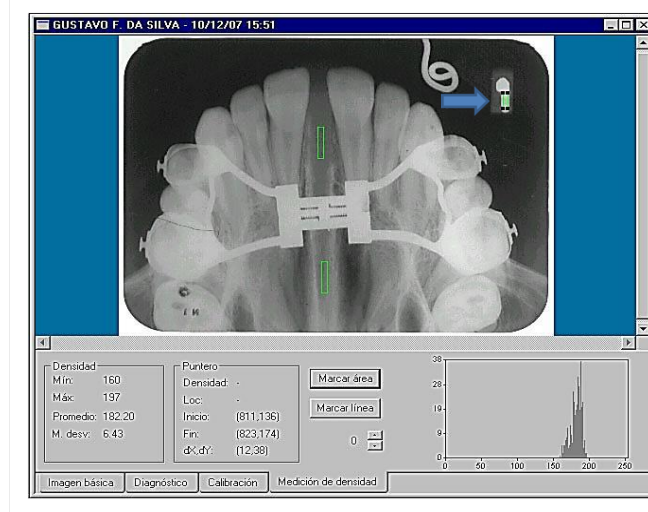 GUSTAVO F. DA SILVA - 10/12/07 15:51
Densidad
Mín: 160
Máx: 197
Promedio: 182.20
M. desv: 6.43
Puntero
Densidad: -
Loc: -
Inicio: (811,136)
Fin: (823,174)
dX,dY: (12,38)
Marcar área
Marcar línea
0
38
28
19
9
0
0 50 100 150 200 250
Imagen básica Diagnóstico Calibración Medición de densidad